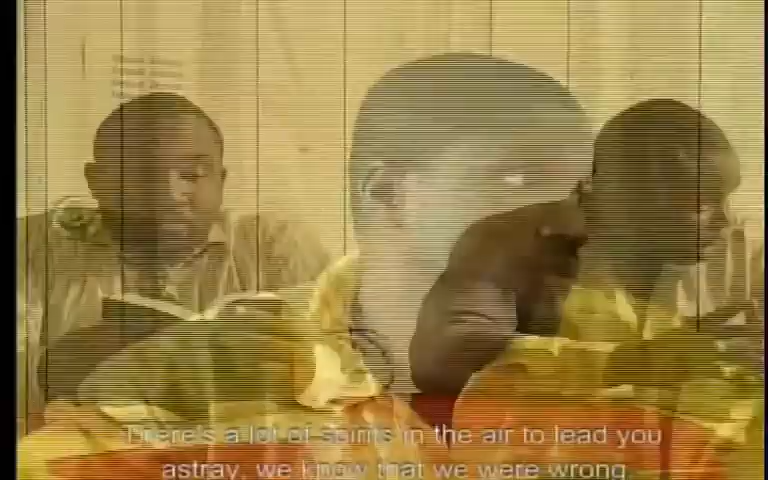 There's a lot of spirits in the air to lead you
astray, we know that we were wrong.